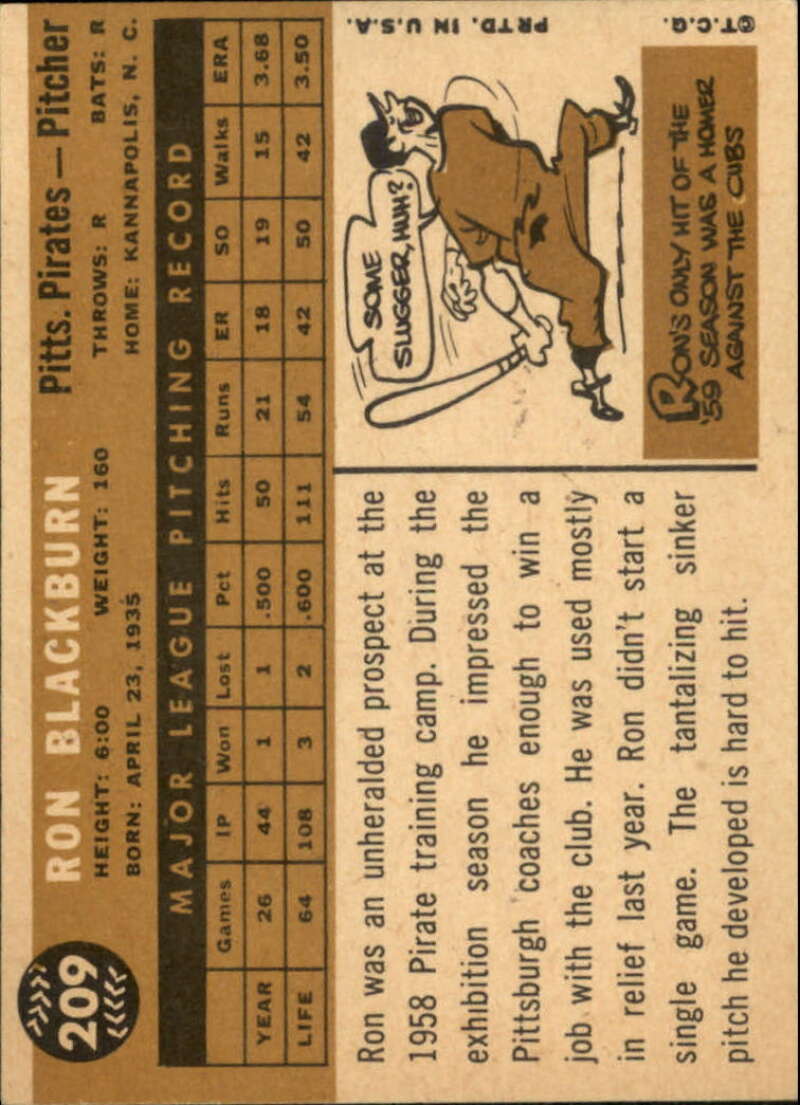 209
RON BLACKBURN Pitts. Pirates — Pitcher
HEIGHT: 6:00 WEIGHT: 160 THROWS: R BATS: R
BORN: APRIL 23, 1935 HOME: KANNAPOLIS, N. C.
MAJOR LEAGUE PITCHING RECORD
Games IP Won Lost Pct Hits Runs ER SO Walks ERA
YEAR 26 44 1 1 .500 50 21 18 19 15 3.68
LIFE 64 108 3 2 .600 111 54 42 50 42 3.50
Ron was an unheralded prospect at the
1958 Pirate training camp. During the
exhibition season he impressed the
Pittsburgh coaches enough to win a
job with the club. He was used mostly
in relief last year. Ron didn't start a
single game. The tantalizing sinker
pitch he developed is hard to hit.
SOME
SLUGGER, HUH?
RON'S ONLY HIT OF THE
'59 SEASON WAS A HOMER
AGAINST THE CUBS
©T.C.G. PRTD. IN U.S.A.